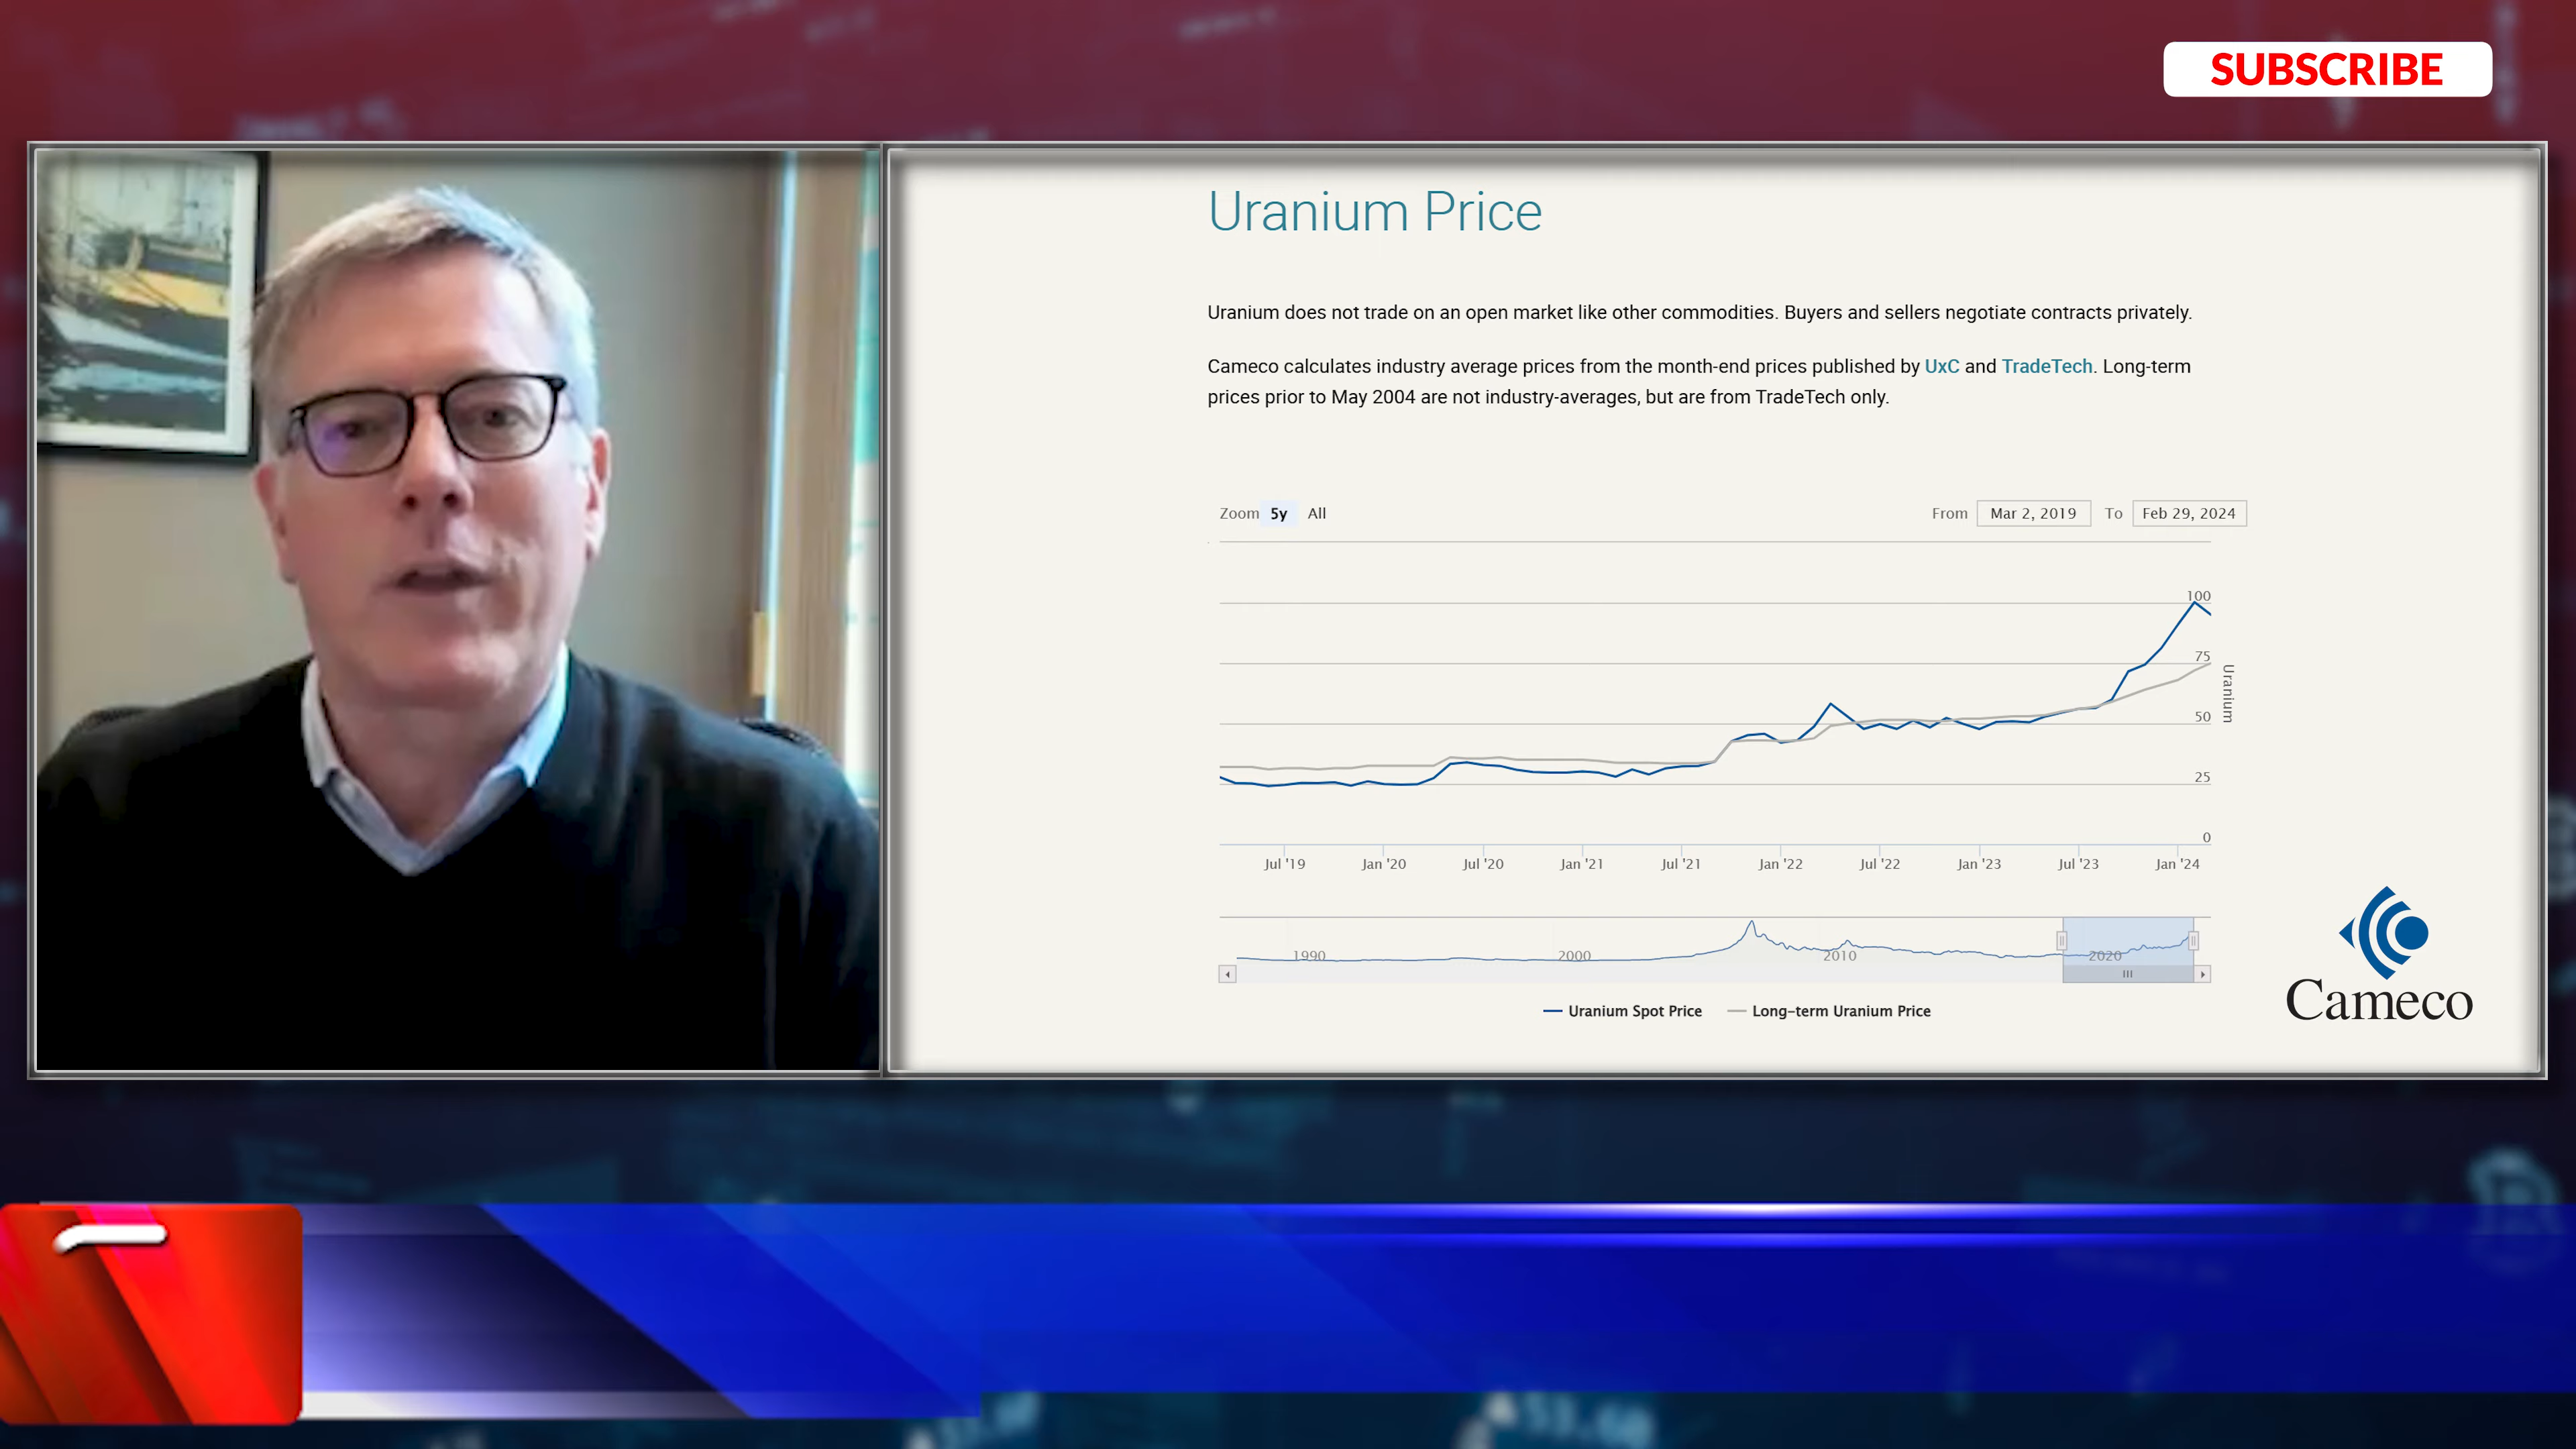 SUBSCRIBE
Uranium Price
Uranium does not trade on an open market like other commodities. Buyers and sellers negotiate contracts privately.
Cameco calculates industry average prices from the month-end prices published by UxC and TradeTech. Long-term
prices prior to May 2004 are not industry-averages, but are from TradeTech only.
Zoom 5y All From Mar 2, 2019 To Feb 29, 2024
100
75
50
25
0
Uranium
Jul '19 Jan '20 Jul '20 Jan '21 Jul '21 Jan '22 Jul '22 Jan '23 Jul '23 Jan '24
1990 2000 2010 2020
Uranium Spot Price Long-term Uranium Price
Cameco